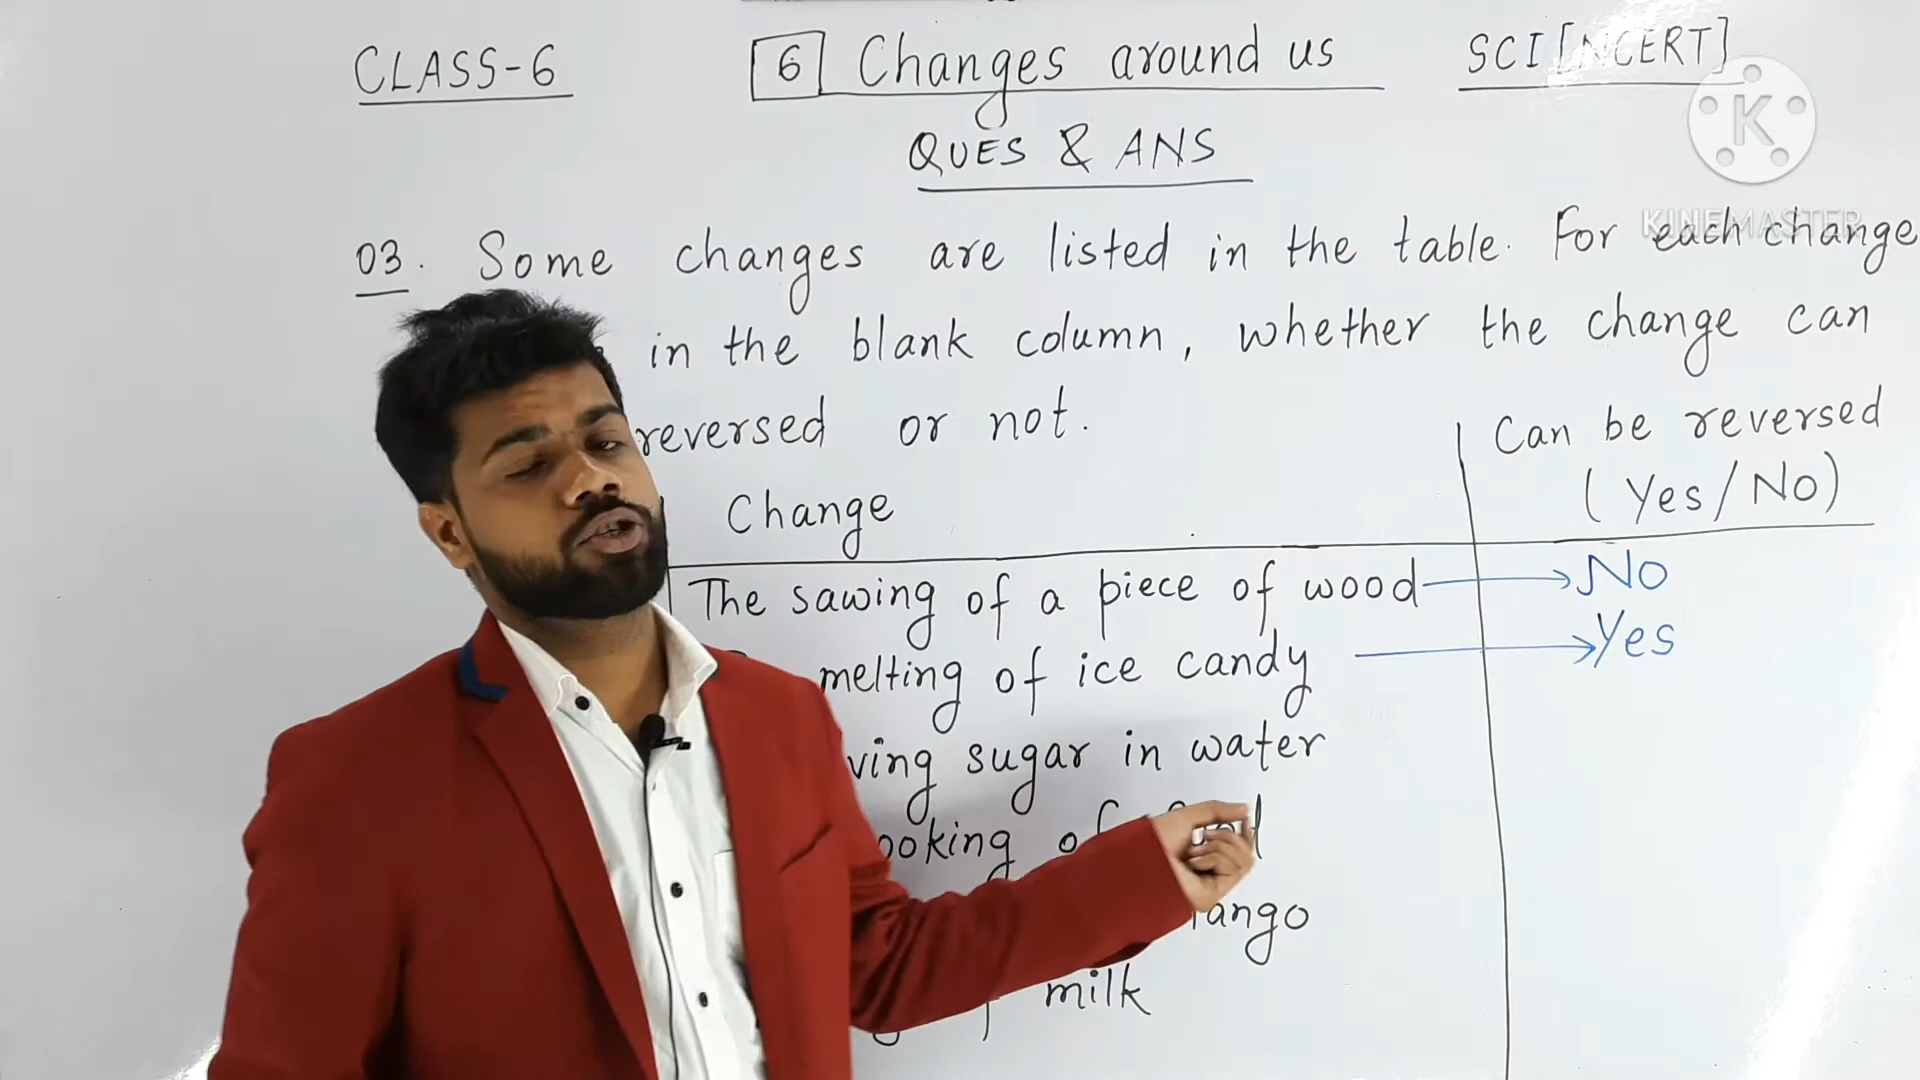 CLASS-6 6 Changes around us SCI[NCERT]
K
KINEMASTER
QUES & ANS
03. Some changes are listed in the table. For each change
in the blank column, whether the change can
reversed or not.
Change Can be reversed
(Yes/No)
The sawing of a piece of wood No
melting of ice candy Yes
ving sugar in water
ooking of
ango
milk